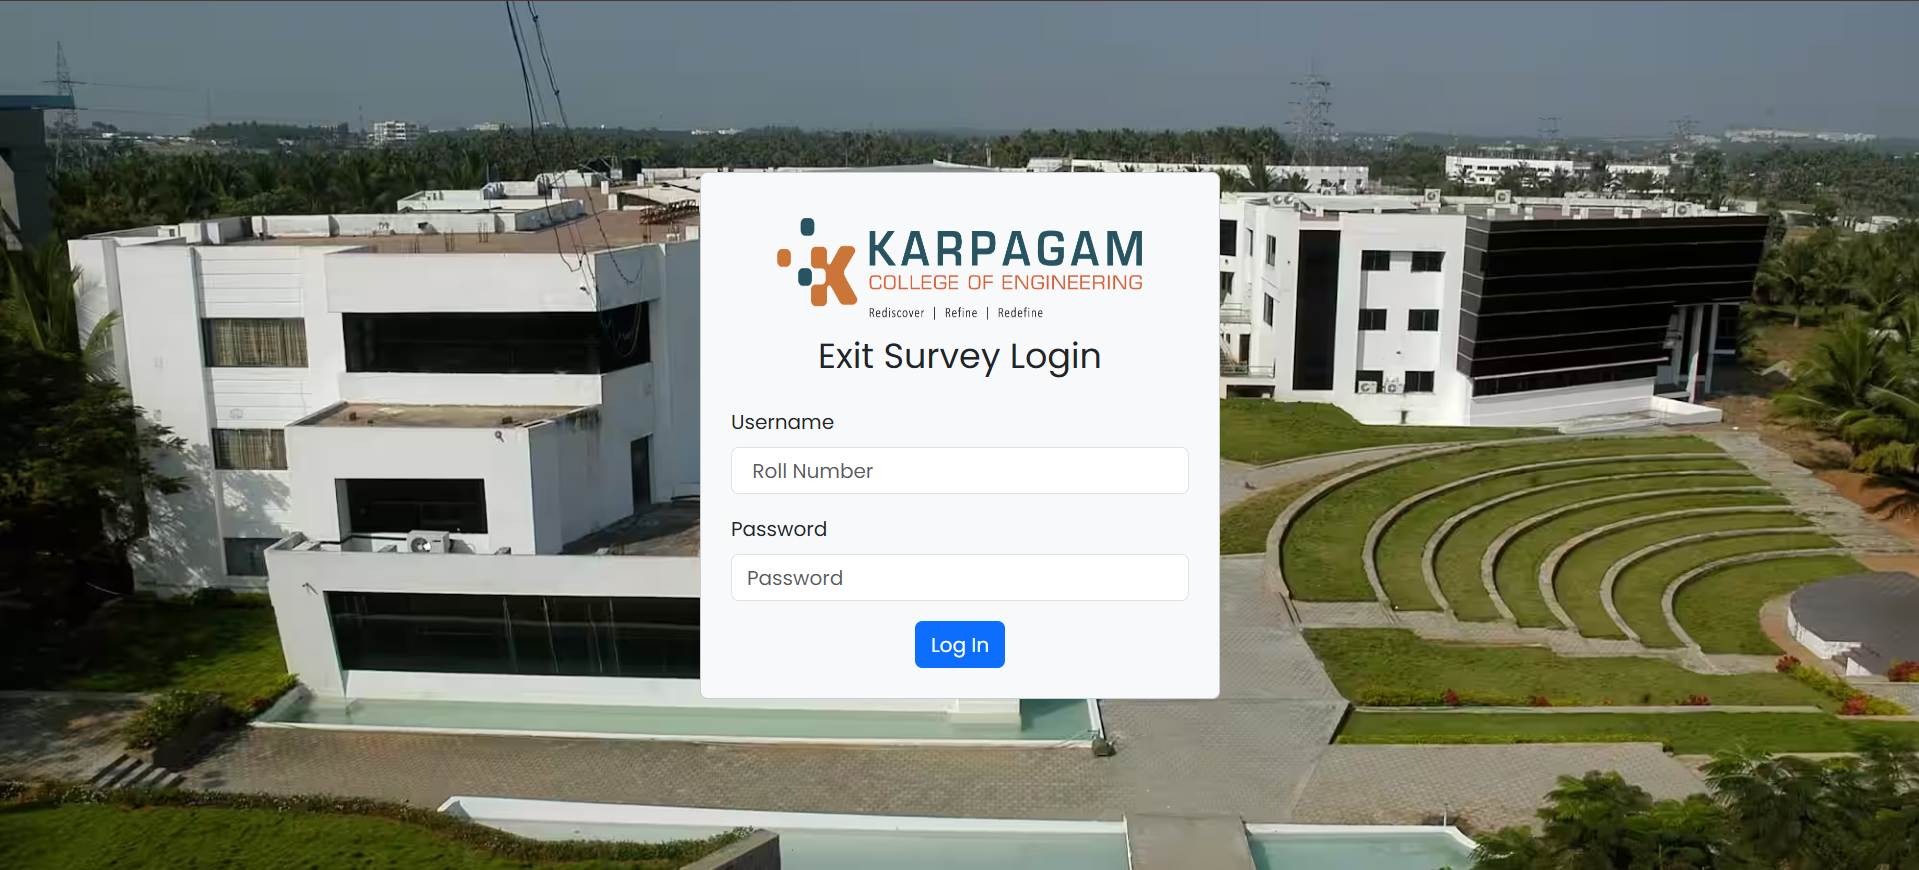 KARPAGAM
COLLEGE OF ENGINEERING
Rediscover | Refine | Redefine
Exit Survey Login
Username
Roll Number
Password
Password
Log In